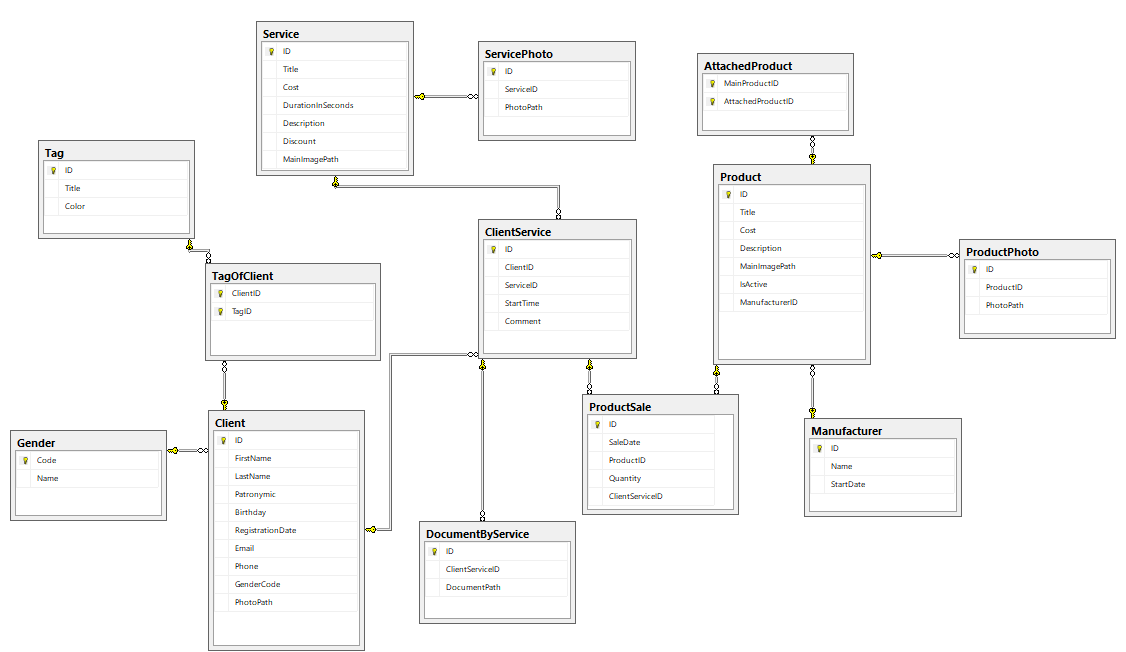 Service
ID
Title
Cost
DurationInSeconds
Description
Discount
MainImagePath
ServicePhoto
ID
ServiceID
PhotoPath
AttachedProduct
MainProductID
AttachedProductID
Tag
ID
Title
Color
Product
ID
Title
Cost
Description
MainImagePath
IsActive
ManufacturerID
ClientService
ID
ClientID
ServiceID
StartTime
Comment
ProductPhoto
ID
ProductID
PhotoPath
TagOfClient
ClientID
TagID
Gender
Code
Name
Client
ID
FirstName
LastName
Patronymic
Birthday
RegistrationDate
Email
Phone
GenderCode
PhotoPath
ProductSale
ID
SaleDate
ProductID
Quantity
ClientServiceID
Manufacturer
ID
Name
StartDate
DocumentByService
ID
ClientServiceID
DocumentPath